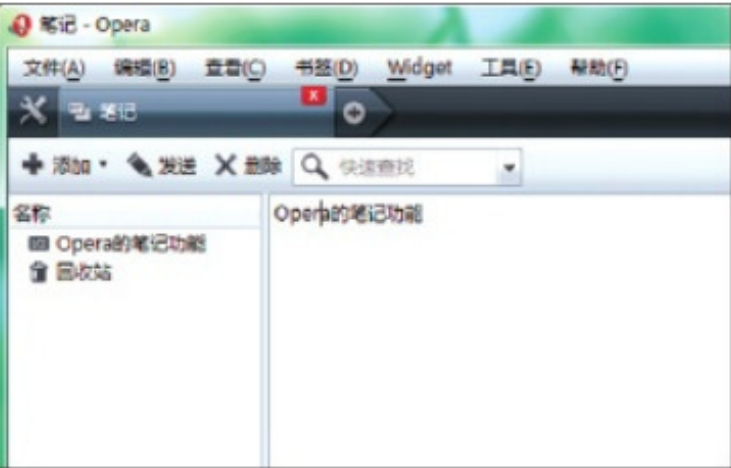 笔记 - Opera
文件(A) 编辑(B) 查看(C) 书签(D) Widget 工具(E) 帮助(F)
笔记
添加 发送 删除 快速查找
名称
Opera的笔记功能
Opera的笔记功能
回收站